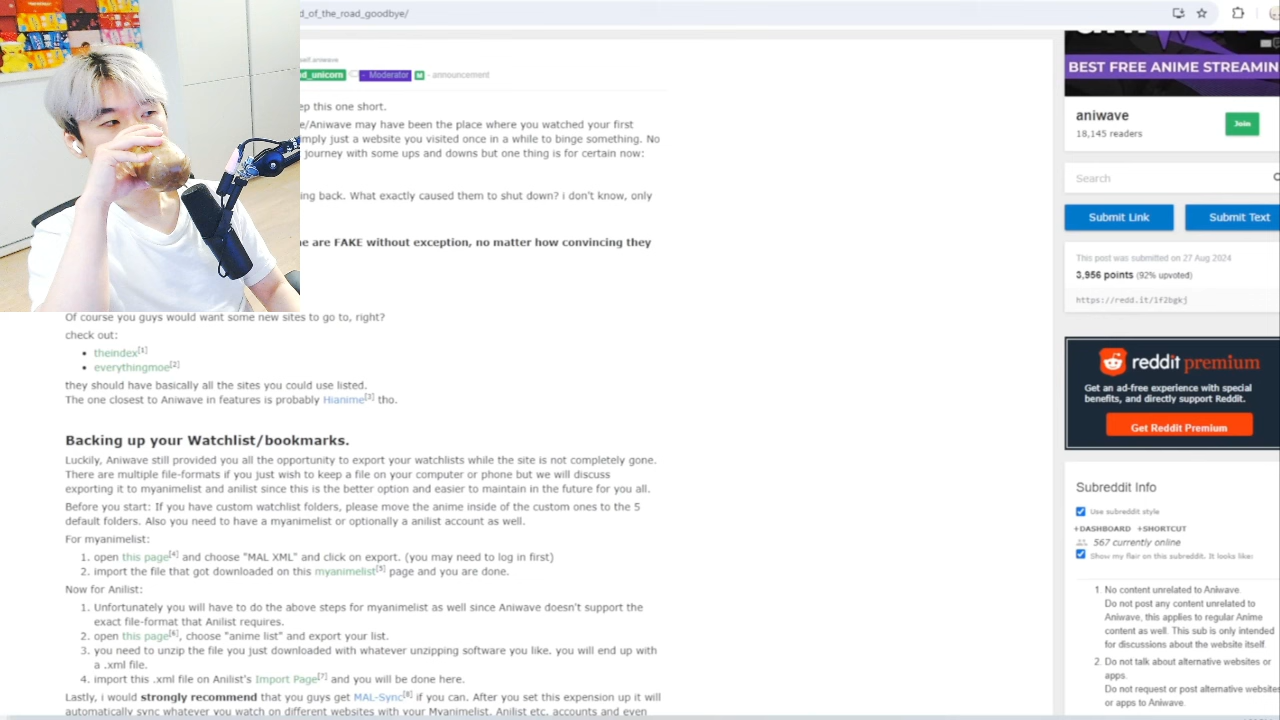 d_of_the_road_goodbye/
self.aniwave
d_unicorn - Moderator M - announcement
ep this one short.
e/Aniwave may have been the place where you watched your first
mply just a website you visited once in a while to binge something. No
journey with some ups and downs but one thing is for certain now:
ng back. What exactly caused them to shut down? i don't know, only
e are FAKE without exception, no matter how convincing they
Of course you guys would want some new sites to go to, right?
check out:
• theindex[1]
• everythingmoe[2]
they should have basically all the sites you could use listed.
The one closest to Aniwave in features is probably Hianime[3] tho.
Backing up your Watchlist/bookmarks.
Luckily, Aniwave still provided you all the opportunity to export your watchlists while the site is not completely gone.
There are multiple file-formats if you just wish to keep a file on your computer or phone but we will discuss
exporting it to myanimelist and anilist since this is the better option and easier to maintain in the future for you all.
Before you start: If you have custom watchlist folders, please move the anime inside of the custom ones to the 5
default folders. Also you need to have a myanimelist or optionally a anilist account as well.
For myanimelist:
1. open this page[4] and choose "MAL XML" and click on export. (you may need to log in first)
2. import the file that got downloaded on this myanimelist[5] page and you are done.
Now for Anilist:
1. Unfortunately you will have to do the above steps for myanimelist as well since Aniwave doesn't support the
exact file-format that Anilist requires.
2. open this page[6], choose "anime list" and export your list.
3. you need to unzip the file you just downloaded with whatever unzipping software you like. you will end up with
a .xml file.
4. import this .xml file on Anilist's Import Page[7] and you will be done here.
Lastly, i would strongly recommend that you guys get MAL-Sync[8] if you can. After you set this expension up it will
automatically sync whatever you watch on different websites with your Myanimelist, Anilist etc. accounts and even
BEST FREE ANIME STREAMIN
aniwave
18,145 readers
Join
Search
Submit Link
Submit Text
This post was submitted on 27 Aug 2024
3,956 points (92% upvoted)
https://redd.it/1f2bgkj
reddit premium
Get an ad-free experience with special
benefits, and directly support Reddit.
Get Reddit Premium
Subreddit Info
Use subreddit style
+DASHBOARD +SHORTCUT
567 currently online
Show my flair on this subreddit. It looks like:
1. No content unrelated to Aniwave.
Do not post any content unrelated to
Aniwave, this applies to regular Anime
content as well. This sub is only intended
for discussions about the website itself.
2. Do not talk about alternative websites or
apps.
Do not request or post alternative websites
or apps to Aniwave.